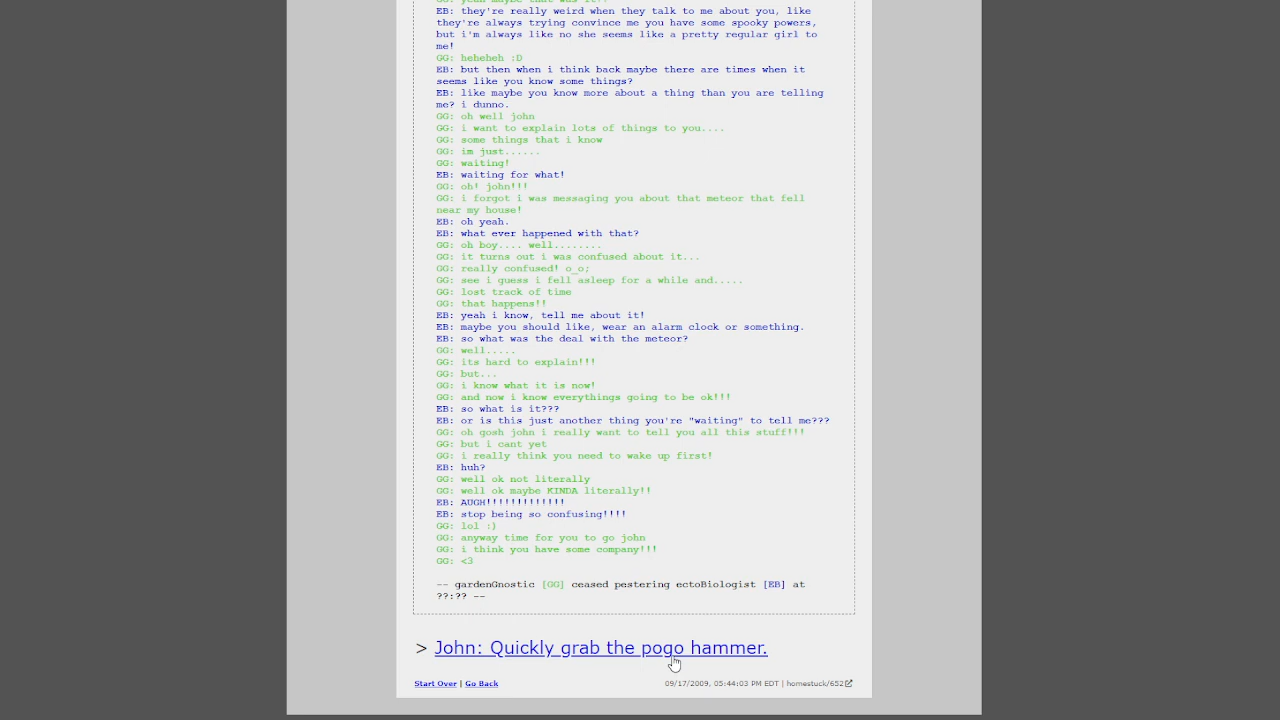 GG: yeah maybe that was it!!
EB: they're really weird when they talk to me about you, like
they're always trying convince me you have some spooky powers,
but i'm always like no she seems like a pretty regular girl to
me!
GG: heheheh :D
EB: but then when i think back maybe there are times when it
seems like you know some things?
EB: like maybe you know more about a thing than you are telling
me? i dunno.
GG: oh well john
GG: i want to explain lots of things to you....
GG: some things that i know
GG: im just......
GG: waiting!
EB: waiting for what!
GG: oh! john!!!
GG: i forgot i was messaging you about that meteor that fell
near my house!
EB: oh yeah.
EB: what ever happened with that?
GG: oh boy.... well........
GG: it turns out i was confused about it...
GG: really confused! o_o;
GG: see i guess i fell asleep for a while and.....
GG: lost track of time
GG: that happens!!
EB: yeah i know, tell me about it!
EB: maybe you should like, wear an alarm clock or something.
EB: so what was the deal with the meteor?
GG: well.....
GG: its hard to explain!!!
GG: but...
GG: i know what it is now!
GG: and now i know everythings going to be ok!!!
EB: so what is it???
EB: or is this just another thing you're "waiting" to tell me???
GG: oh gosh john i really want to tell you all this stuff!!!
GG: but i cant yet
GG: i really think you need to wake up first!
EB: huh?
GG: well ok not literally
GG: well ok maybe KINDA literally!!
EB: AUGH!!!!!!!!!!!!!
EB: stop being so confusing!!!!
GG: lol :)
GG: anyway time for you to go john
GG: i think you have some company!!!
GG: <3
-- gardenGnostic [GG] ceased pestering ectoBiologist [EB] at
??:?? --
> John: Quickly grab the pogo hammer.
Start Over | Go Back
09/17/2009, 05:44:03 PM EDT | homestuck/652